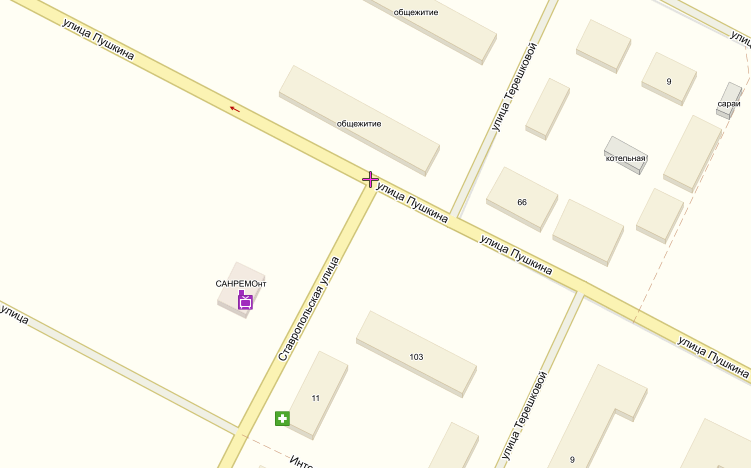 общежитие
улица Пушкина
улица Терешковой
9
сараи
общежитие
котельная
улица Пушкина
66
улица Пушкина
САНРЕМОнт
Ставропольская улица
улица
улица Пушкина
103
11
улица Терешковой
9